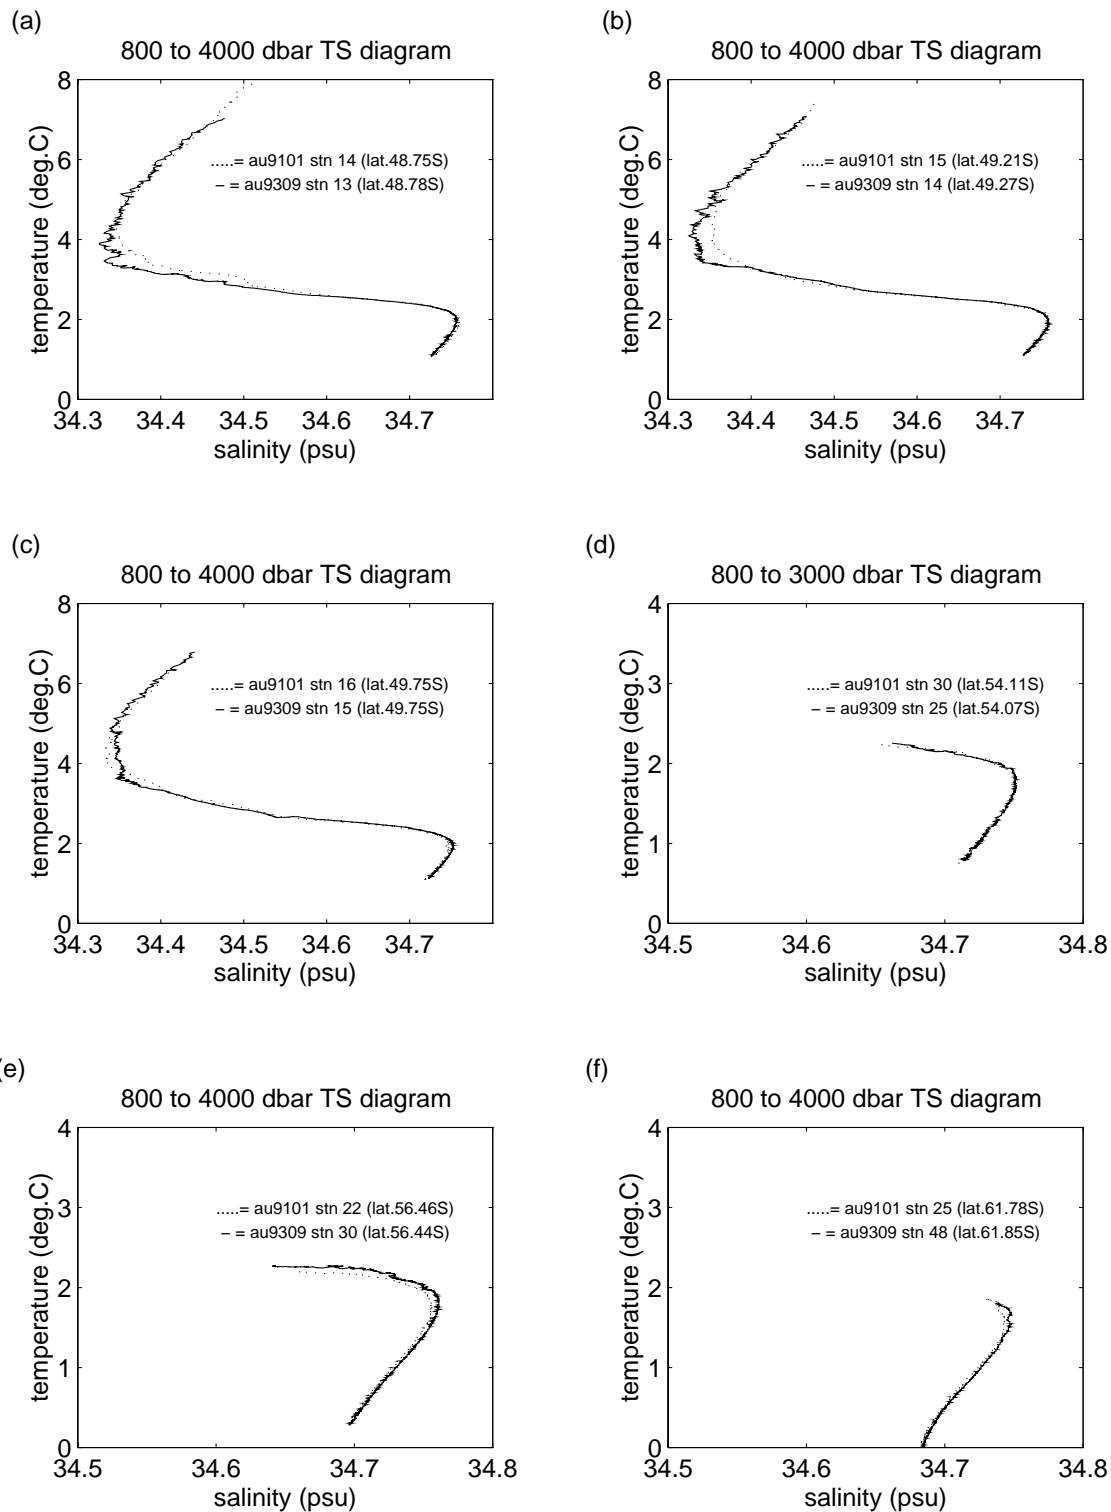 (a)
800 to 4000 dbar TS diagram
8
6
4
2
0
temperature (deg.C)
.....= au9101 stn 14 (lat.48.75S)
– = au9309 stn 13 (lat.48.78S)
34.3 34.4 34.5 34.6 34.7
salinity (psu)
(b)
800 to 4000 dbar TS diagram
8
6
4
2
0
temperature (deg.C)
.....= au9101 stn 15 (lat.49.21S)
– = au9309 stn 14 (lat.49.27S)
34.3 34.4 34.5 34.6 34.7
salinity (psu)
(c)
800 to 4000 dbar TS diagram
8
6
4
2
0
temperature (deg.C)
.....= au9101 stn 16 (lat.49.75S)
– = au9309 stn 15 (lat.49.75S)
34.3 34.4 34.5 34.6 34.7
salinity (psu)
(d)
800 to 3000 dbar TS diagram
4
3
2
1
0
temperature (deg.C)
.....= au9101 stn 30 (lat.54.11S)
– = au9309 stn 25 (lat.54.07S)
34.5 34.6 34.7 34.8
salinity (psu)
(e)
800 to 4000 dbar TS diagram
4
3
2
1
0
temperature (deg.C)
.....= au9101 stn 22 (lat.56.46S)
– = au9309 stn 30 (lat.56.44S)
34.5 34.6 34.7 34.8
salinity (psu)
(f)
800 to 4000 dbar TS diagram
4
3
2
1
0
temperature (deg.C)
.....= au9101 stn 25 (lat.61.78S)
– = au9309 stn 48 (lat.61.85S)
34.5 34.6 34.7 34.8
salinity (psu)